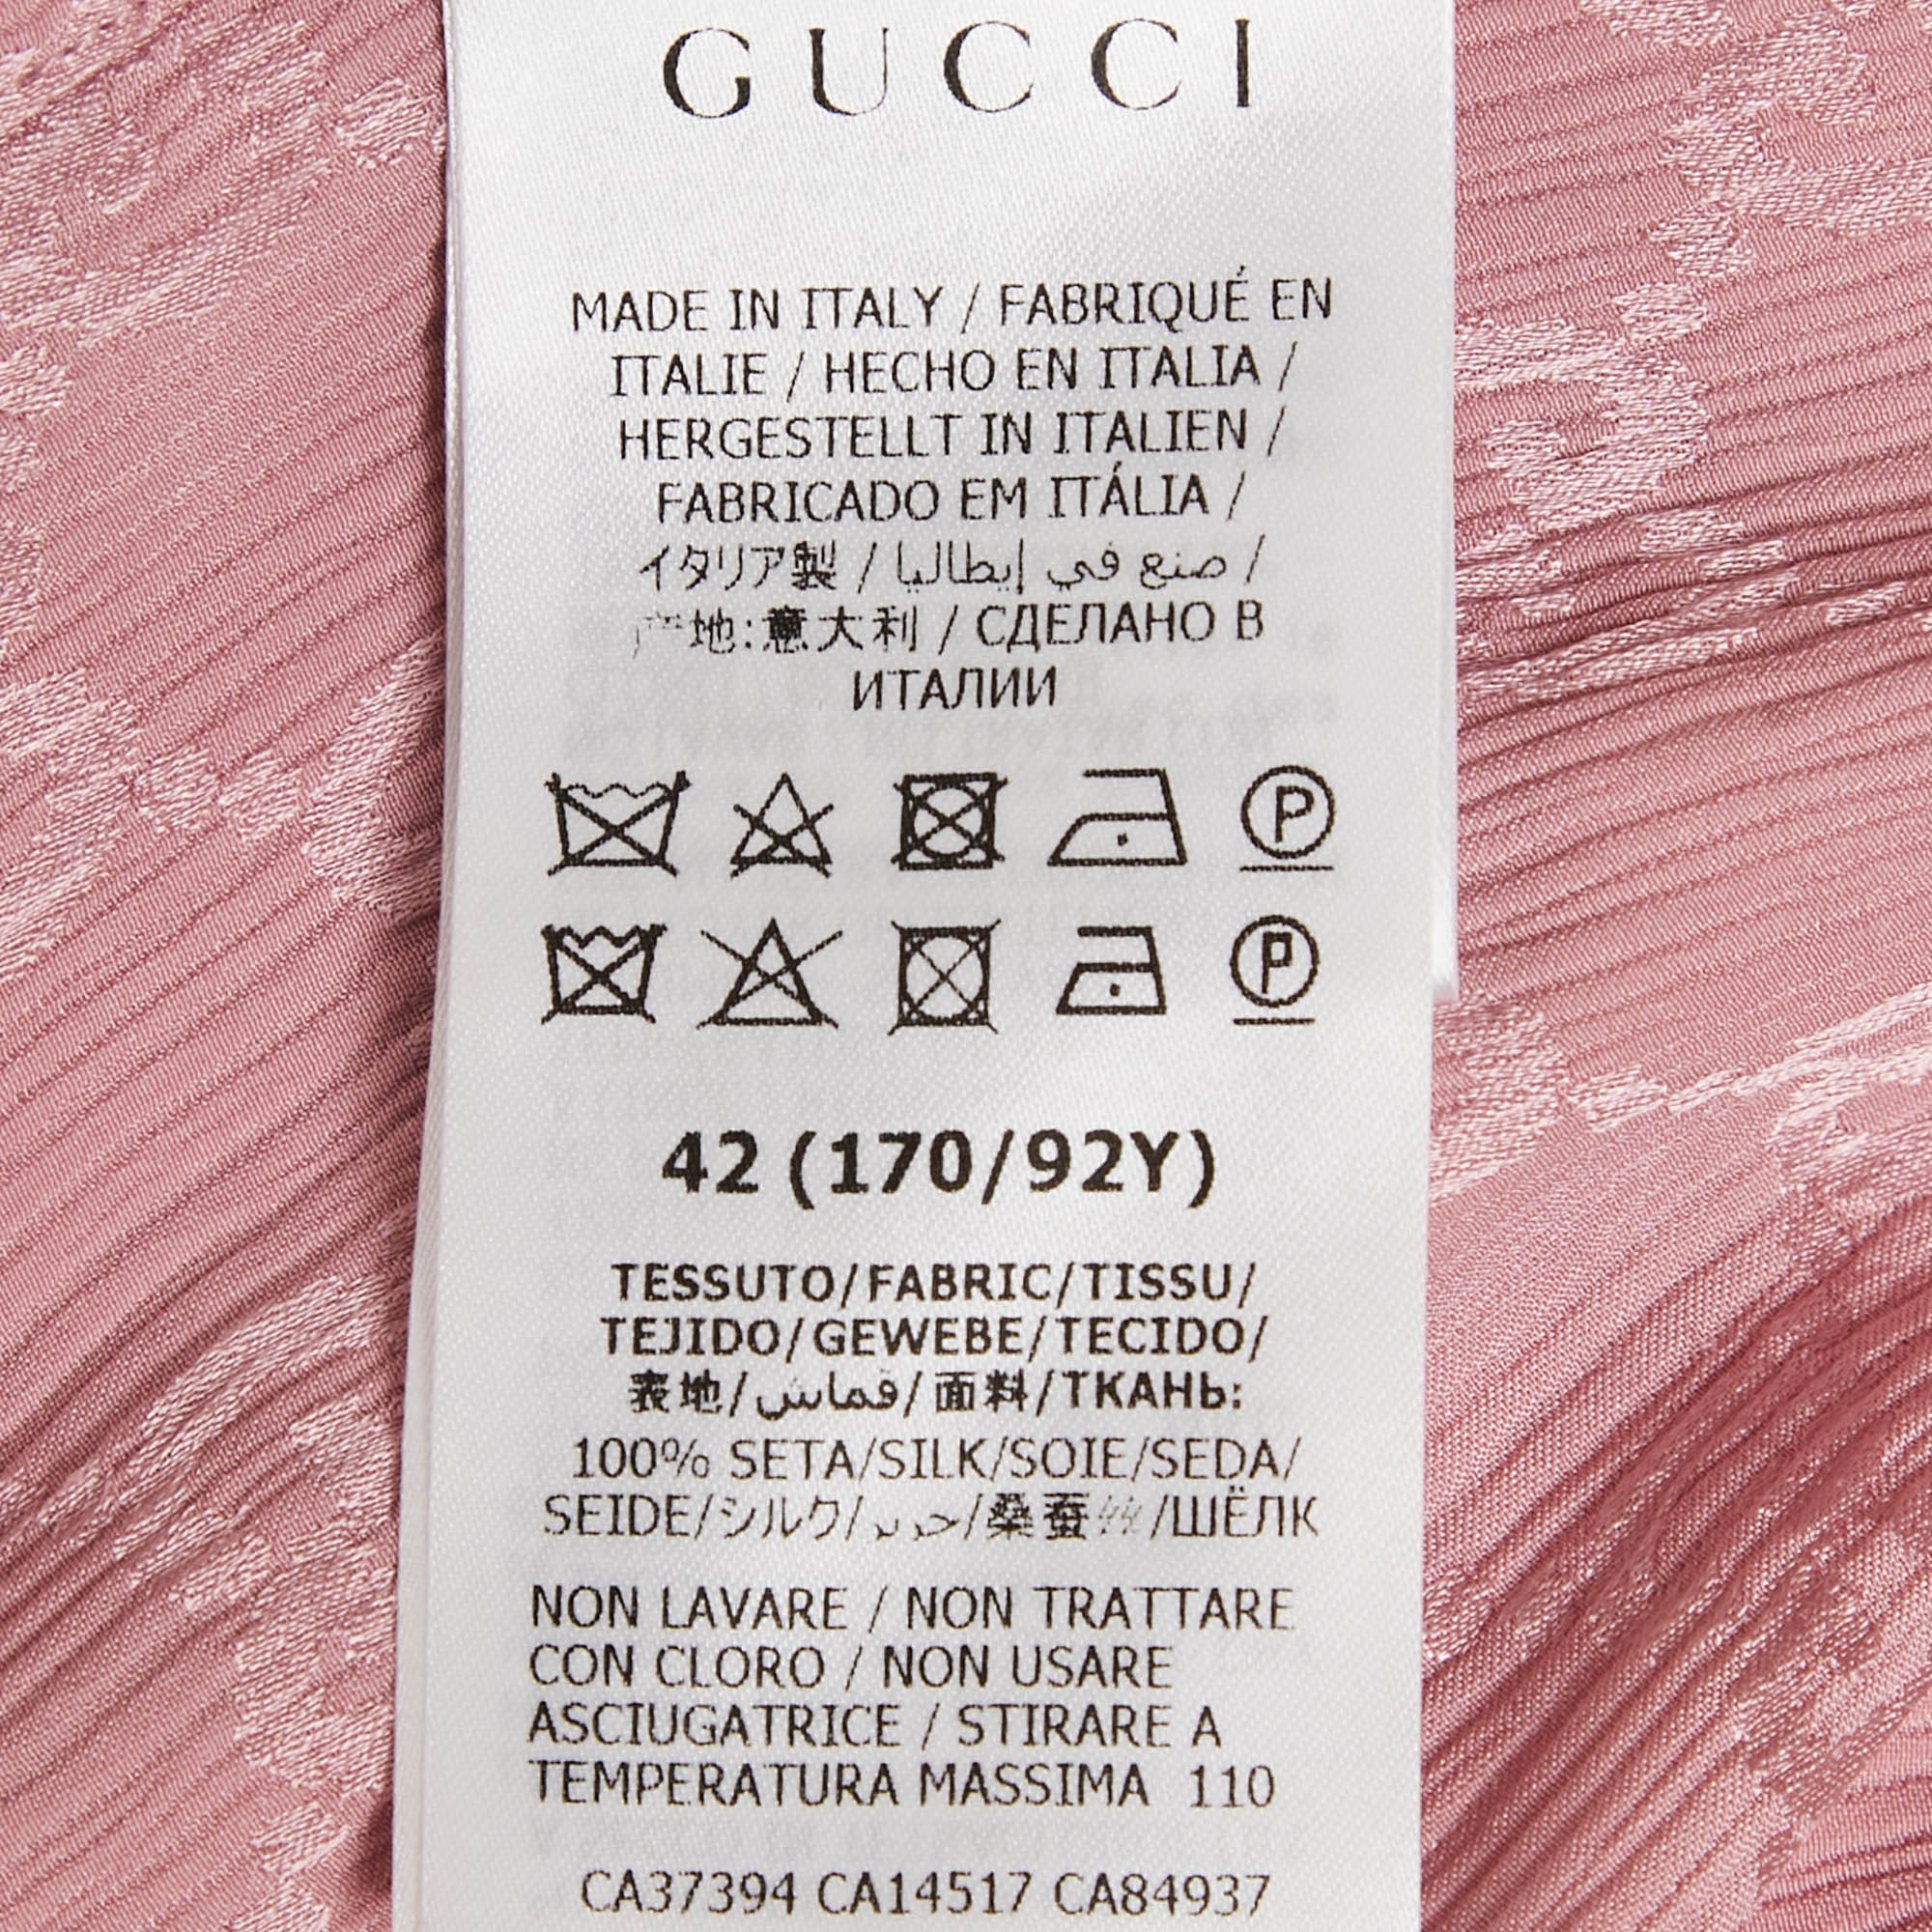 GUCCI
MADE IN ITALY / FABRIQUÉ EN
ITALIE / HECHO EN ITALIA /
HERGESTELLT IN ITALIEN /
FABRICADO EM ITÁLIA /
イタリア製 / صنع في إيطاليا /
地:意大利 / СДЕЛАНО В
ИТАЛИИ
P
P
42 (170/92Y)
TESSUTO/FABRIC/TISSU/
TEJIDO/GEWEBE/TECIDO/
表地/قماش/面料/ТКАНЬ:
100% SETA/SILK/SOIE/SEDA/
SEIDE/シルク/桑蚕/ШЁЛК
NON LAVARE / NON TRATTARE
CON CLORO / NON USARE
ASCIUGATRICE / STIRARE A
TEMPERATURA MASSIMA 110
CA37394 CA14517 CA84937